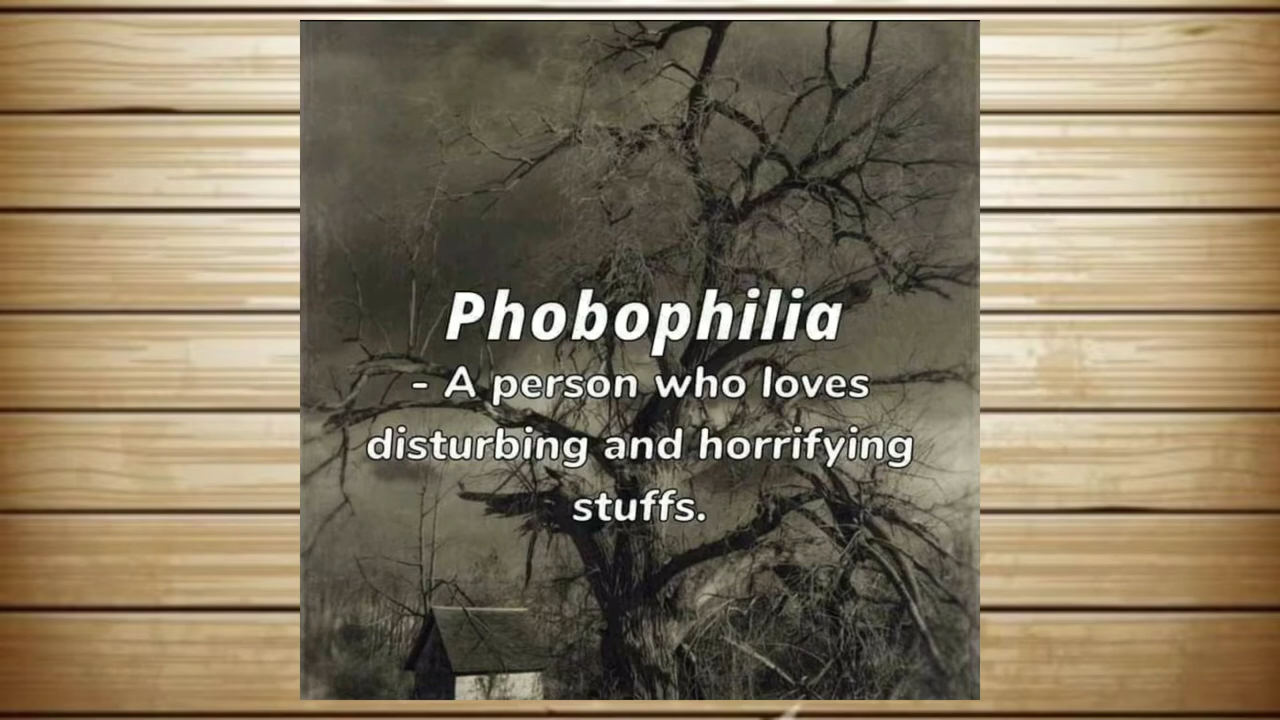 Phobophilia
- A person who loves
disturbing and horrifying
stuffs.